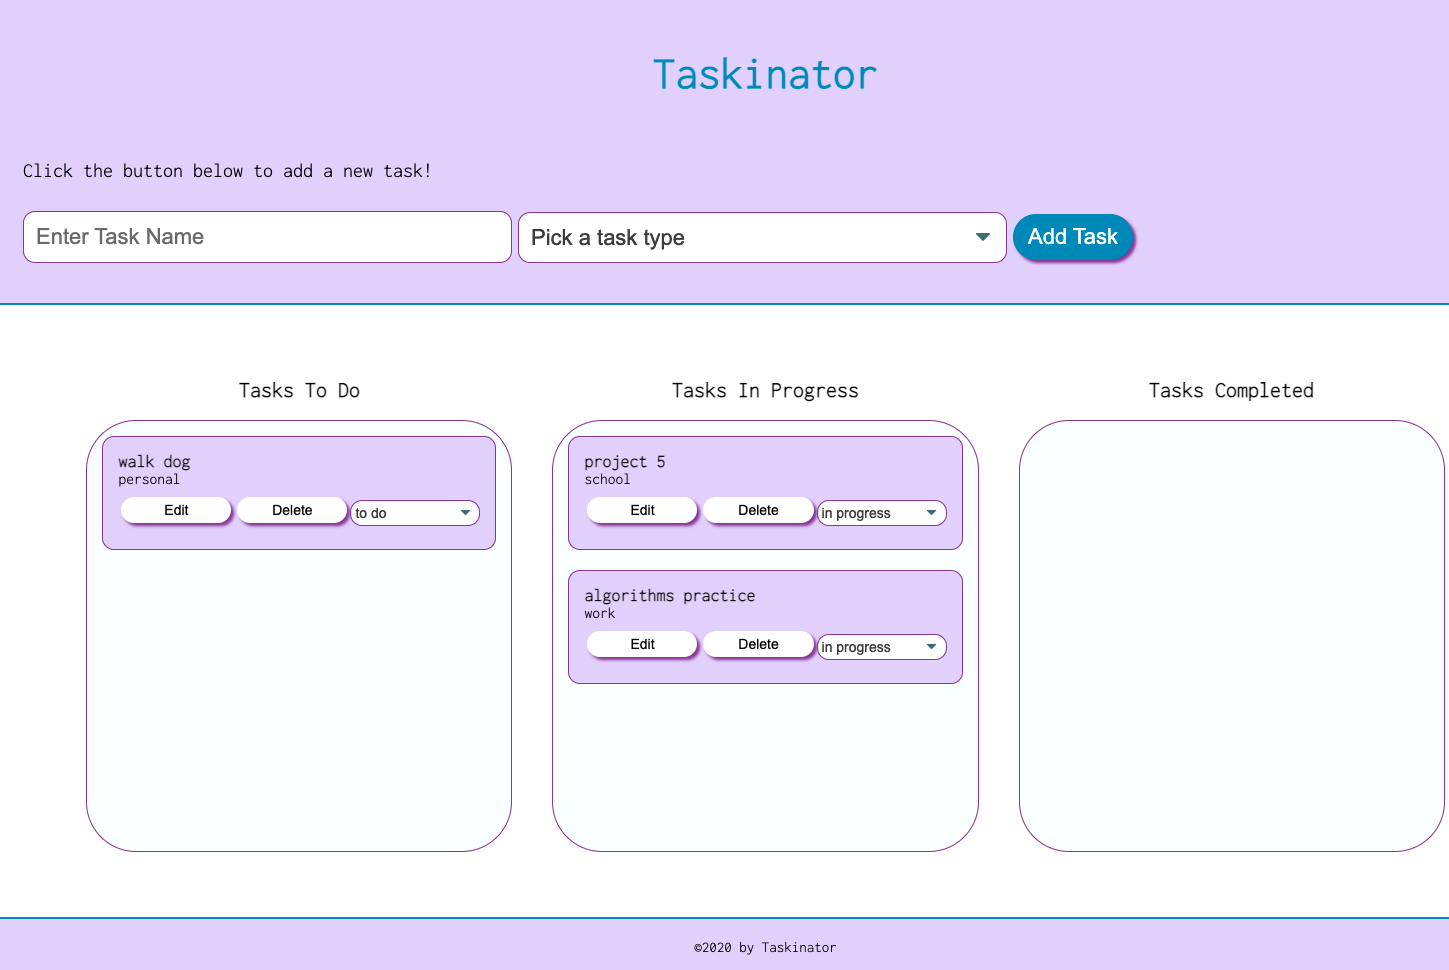 Taskinator
Click the button below to add a new task!
Enter Task Name
Pick a task type
Add Task
Tasks To Do
walk dog
personal
Edit
Delete
to do
Tasks In Progress
project 5
school
Edit
Delete
in progress
algorithms practice
work
Edit
Delete
in progress
Tasks Completed
©2020 by Taskinator